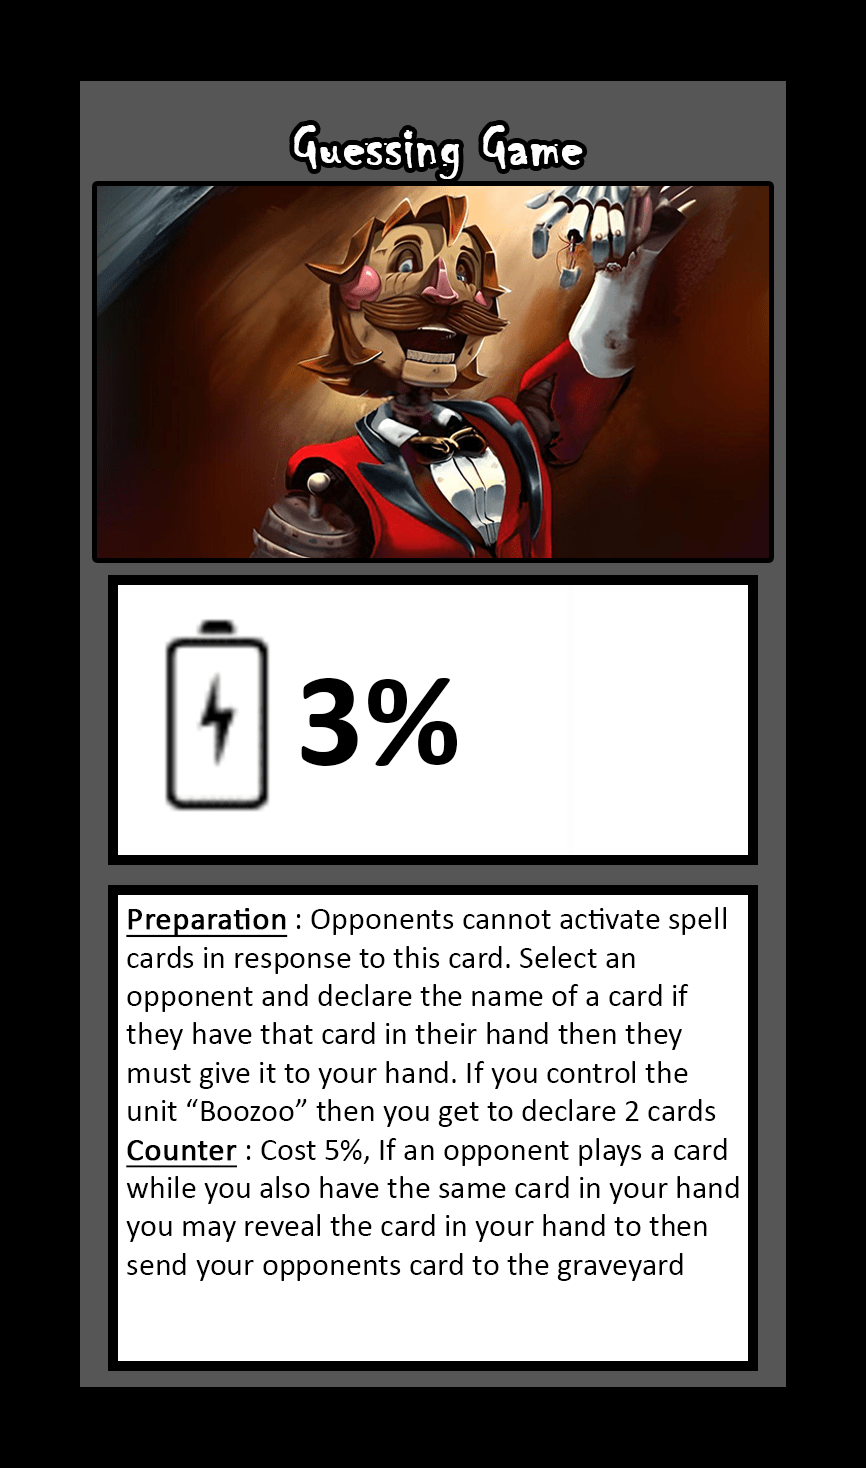 Guessing Game
3%
Preparation : Opponents cannot activate spell
cards in response to this card. Select an
opponent and declare the name of a card if
they have that card in their hand then they
must give it to your hand. If you control the
unit “Boozoo” then you get to declare 2 cards
Counter : Cost 5%, If an opponent plays a card
while you also have the same card in your hand
you may reveal the card in your hand to then
send your opponents card to the graveyard